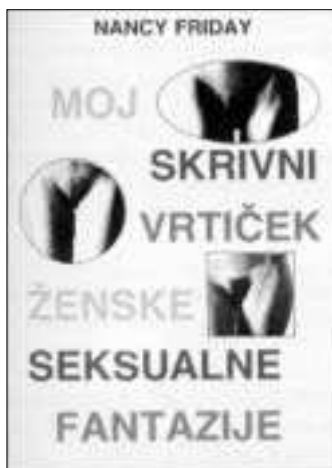 NANCY FRIDAY
MOJ
SKRIVNI
VRTIČEK
ŽENSKE
SEKSUALNE
FANTAZIJE